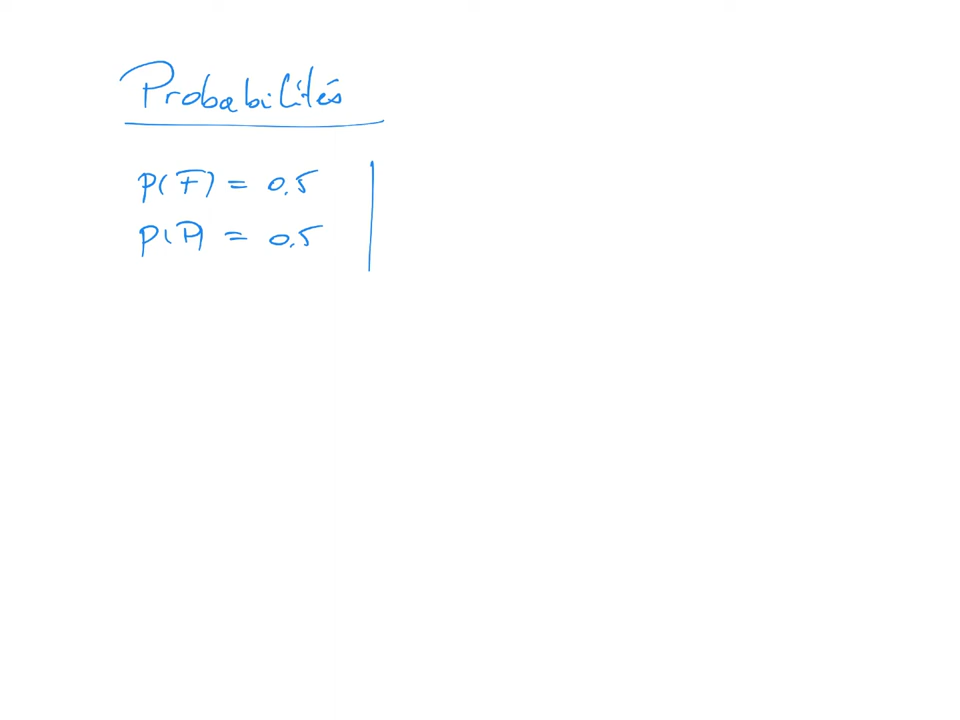 Probabilités
p(F) = 0.5
p(P) = 0.5